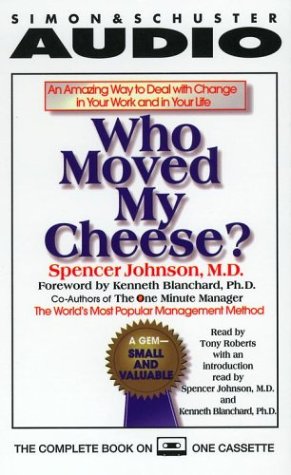 SIMON & SCHUSTER
AUDIO
An Amazing Way to Deal with Change
in Your Work and in Your Life
Who
Moved
My
Cheese?
Spencer Johnson, M.D.
Foreword by Kenneth Blanchard, Ph.D.
Co-Authors of The One Minute Manager
The World's Most Popular Management Method
A GEM—
SMALL AND
VALUABLE
Read by
Tony Roberts
with an
introduction
read by
Spencer Johnson, M.D.
and
Kenneth Blanchard, Ph.D.
THE COMPLETE BOOK ON ONE CASSETTE